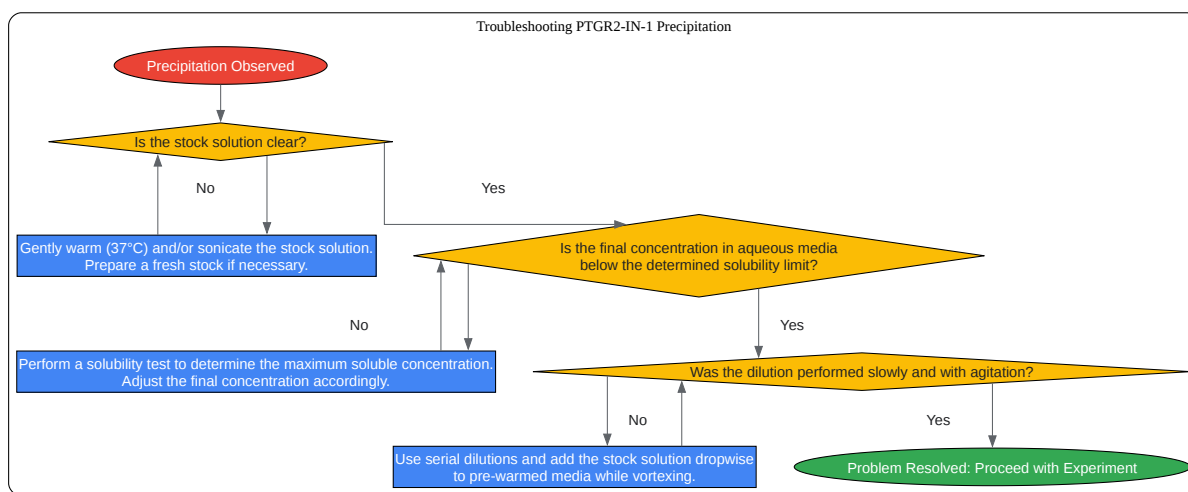 Troubleshooting PTGR2-IN-1 Precipitation
Precipitation Observed
Is the stock solution clear?
No
Yes
Gently warm (37°C) and/or sonicate the stock solution.
Prepare a fresh stock if necessary.
Is the final concentration in aqueous media
below the determined solubility limit?
No
Yes
Perform a solubility test to determine the maximum soluble concentration.
Adjust the final concentration accordingly.
Was the dilution performed slowly and with agitation?
No
Yes
Use serial dilutions and add the stock solution dropwise
to pre-warmed media while vortexing.
Problem Resolved: Proceed with Experiment